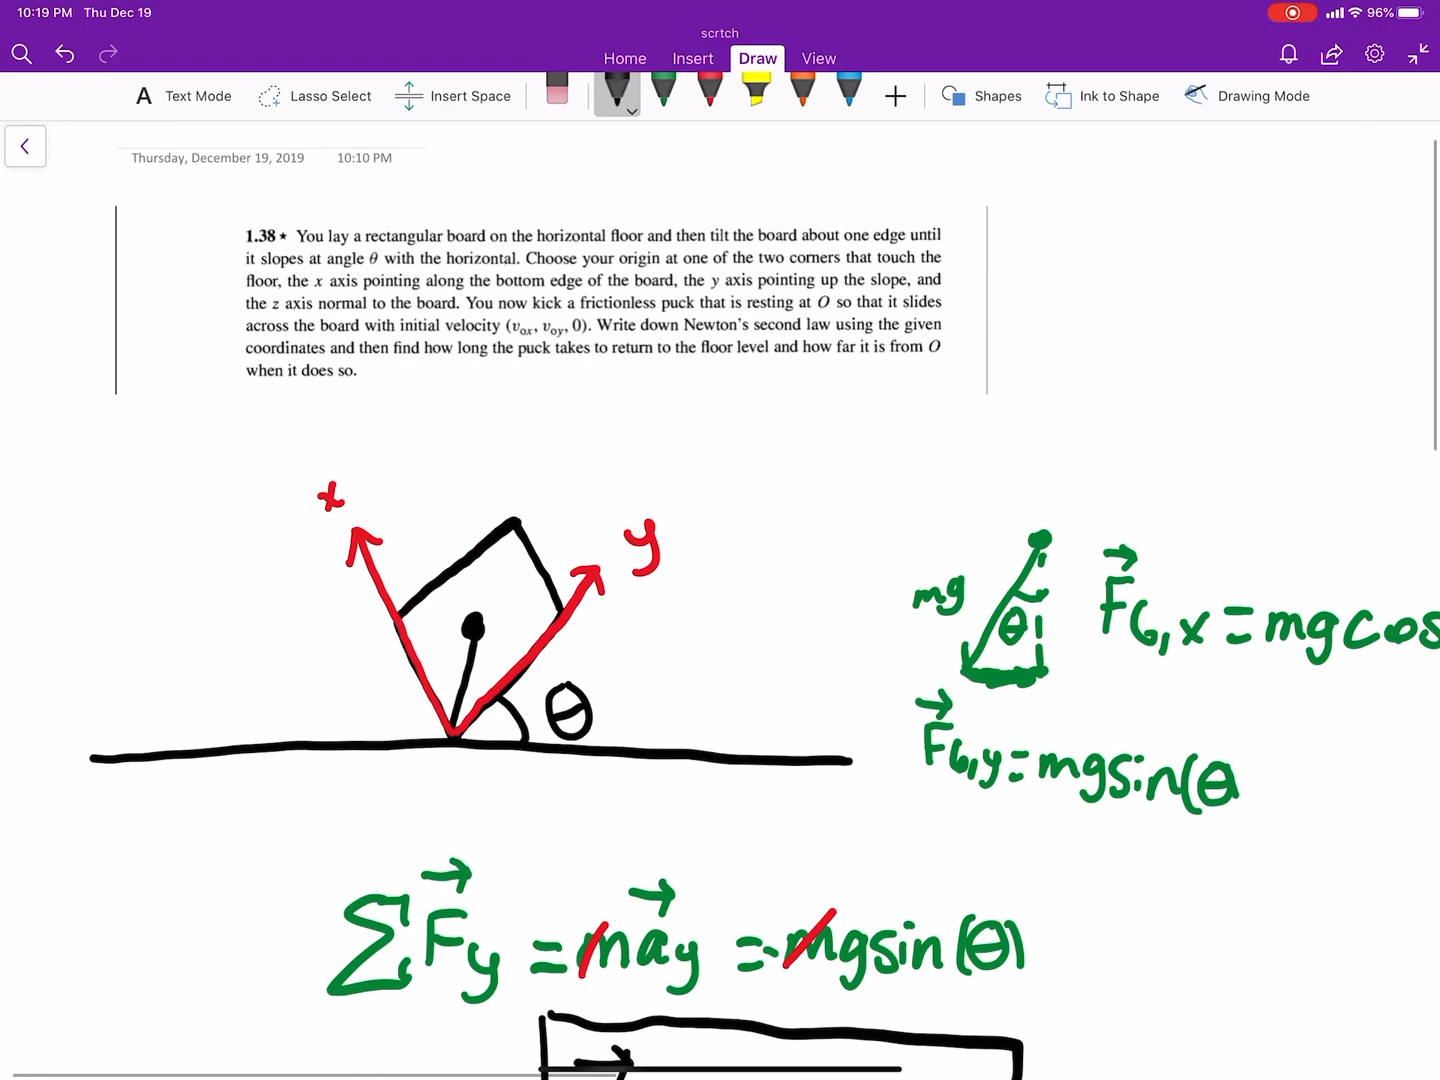 10:19 PM Thu Dec 19
96%
scrtch
Home Insert Draw View
A Text Mode Lasso Select Insert Space Shapes Ink to Shape Drawing Mode
Thursday, December 19, 2019 10:10 PM
1.38 ⋆ You lay a rectangular board on the horizontal floor and then tilt the board about one edge until
it slopes at angle θ with the horizontal. Choose your origin at one of the two corners that touch the
floor, the x axis pointing along the bottom edge of the board, the y axis pointing up the slope, and
the z axis normal to the board. You now kick a frictionless puck that is resting at O so that it slides
across the board with initial velocity (vox, voy, 0). Write down Newton's second law using the given
coordinates and then find how long the puck takes to return to the floor level and how far it is from O
when it does so.
x
y
θ
mg
θ
F⃗G,x = mgcos
F⃗G,y = mgsin(θ
ΣF⃗y = ma⃗y = -mgsin(θ)